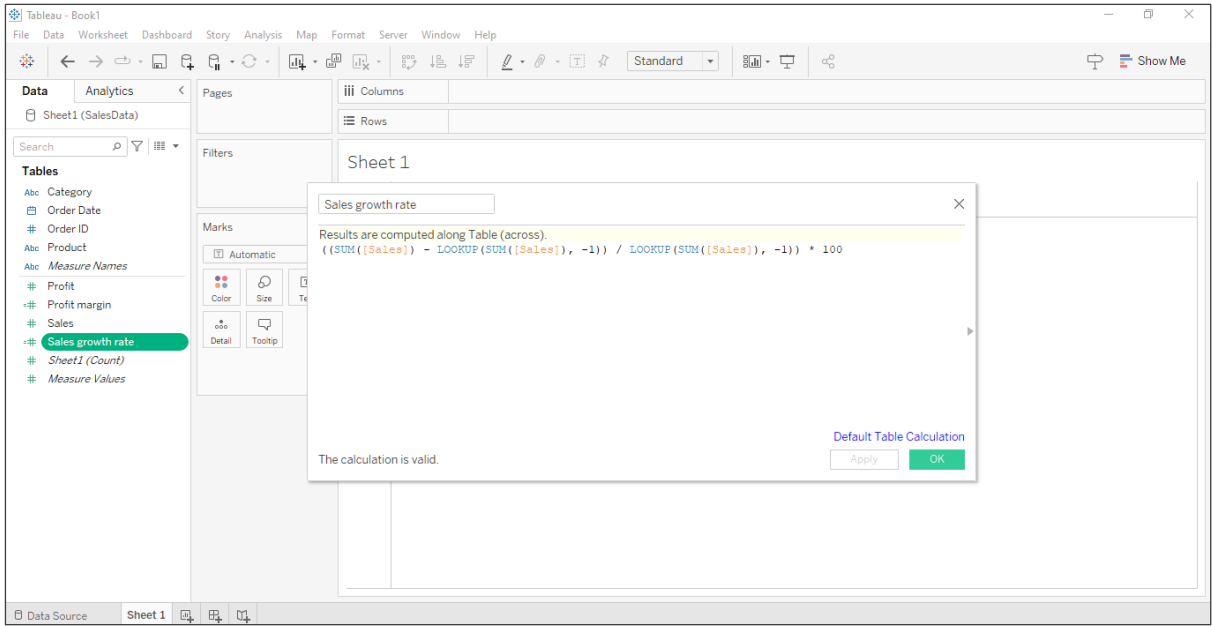 Tableau - Book1
File Data Worksheet Dashboard Story Analysis Map Format Server Window Help
Standard
Show Me
Data Analytics
Sheet1 (SalesData)
Search
Tables
Abc Category
Order Date
# Order ID
Abc Product
Abc Measure Names
# Profit
=# Profit margin
# Sales
=# Sales growth rate
# Sheet1 (Count)
# Measure Values
Pages
Filters
Marks
Automatic
Color Size Te
Detail Tooltip
Columns
Rows
Sheet 1
Sales growth rate
Results are computed along Table (across).
((SUM([Sales]) - LOOKUP(SUM([Sales]), -1)) / LOOKUP(SUM([Sales]), -1)) * 100
Default Table Calculation
The calculation is valid.
Apply OK
Data Source Sheet 1